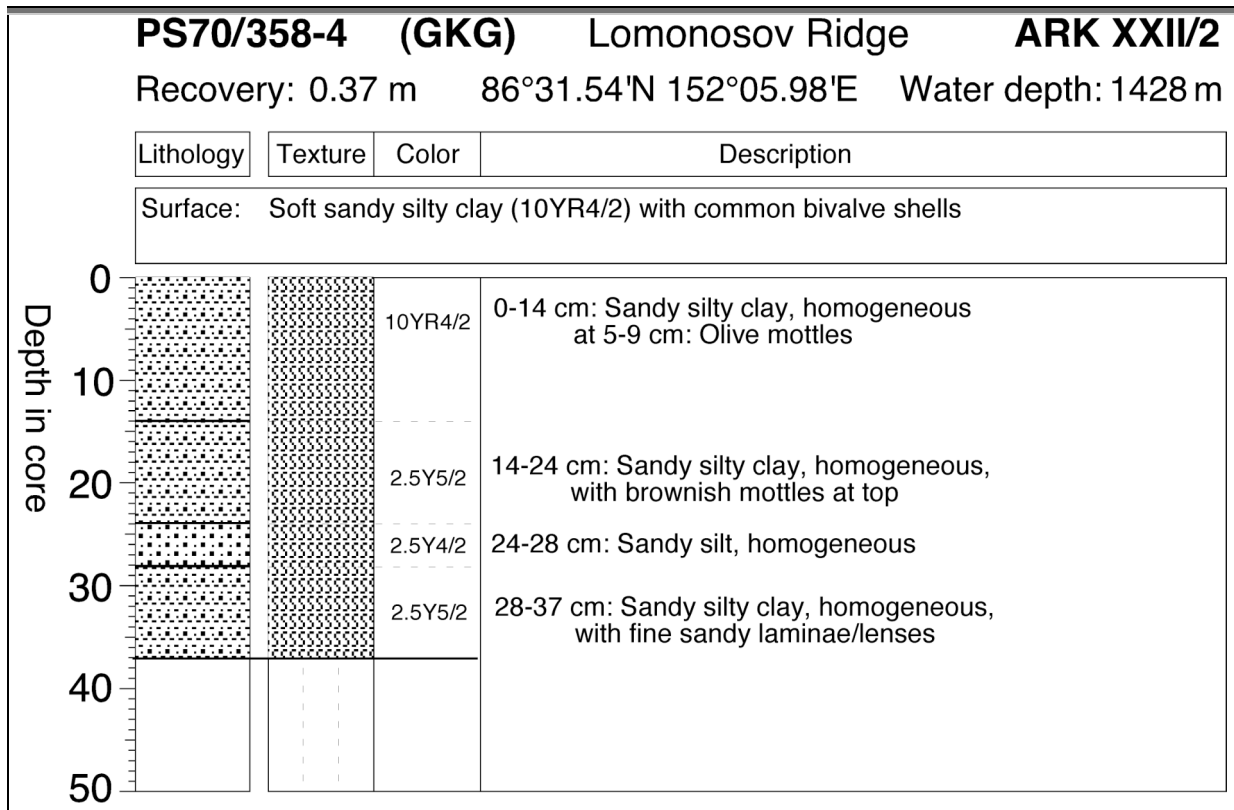 PS70/358-4 (GKG) Lomonosov Ridge ARK XXII/2
Recovery: 0.37 m 86°31.54'N 152°05.98'E Water depth: 1428 m
Lithology Texture Color Description
Surface: Soft sandy silty clay (10YR4/2) with common bivalve shells
Depth in core
0
10
20
30
40
50
10YR4/2
0-14 cm: Sandy silty clay, homogeneous
at 5-9 cm: Olive mottles
2.5Y5/2
14-24 cm: Sandy silty clay, homogeneous,
with brownish mottles at top
2.5Y4/2
24-28 cm: Sandy silt, homogeneous
2.5Y5/2
28-37 cm: Sandy silty clay, homogeneous,
with fine sandy laminae/lenses